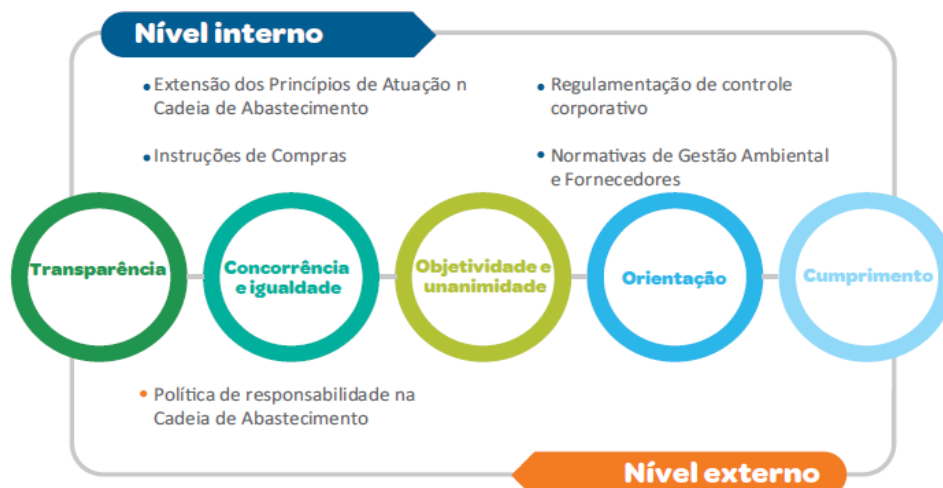 Nível interno
• Extensão dos Princípios de Atuação n
Cadeia de Abastecimento
• Instruções de Compras
• Regulamentação de controle
corporativo
• Normativas de Gestão Ambiental
e Fornecedores
Transparência
Concorrência
e igualdade
Objetividade e
unanimidade
Orientação
Cumprimento
• Política de responsabilidade na
Cadeia de Abastecimento
Nível externo